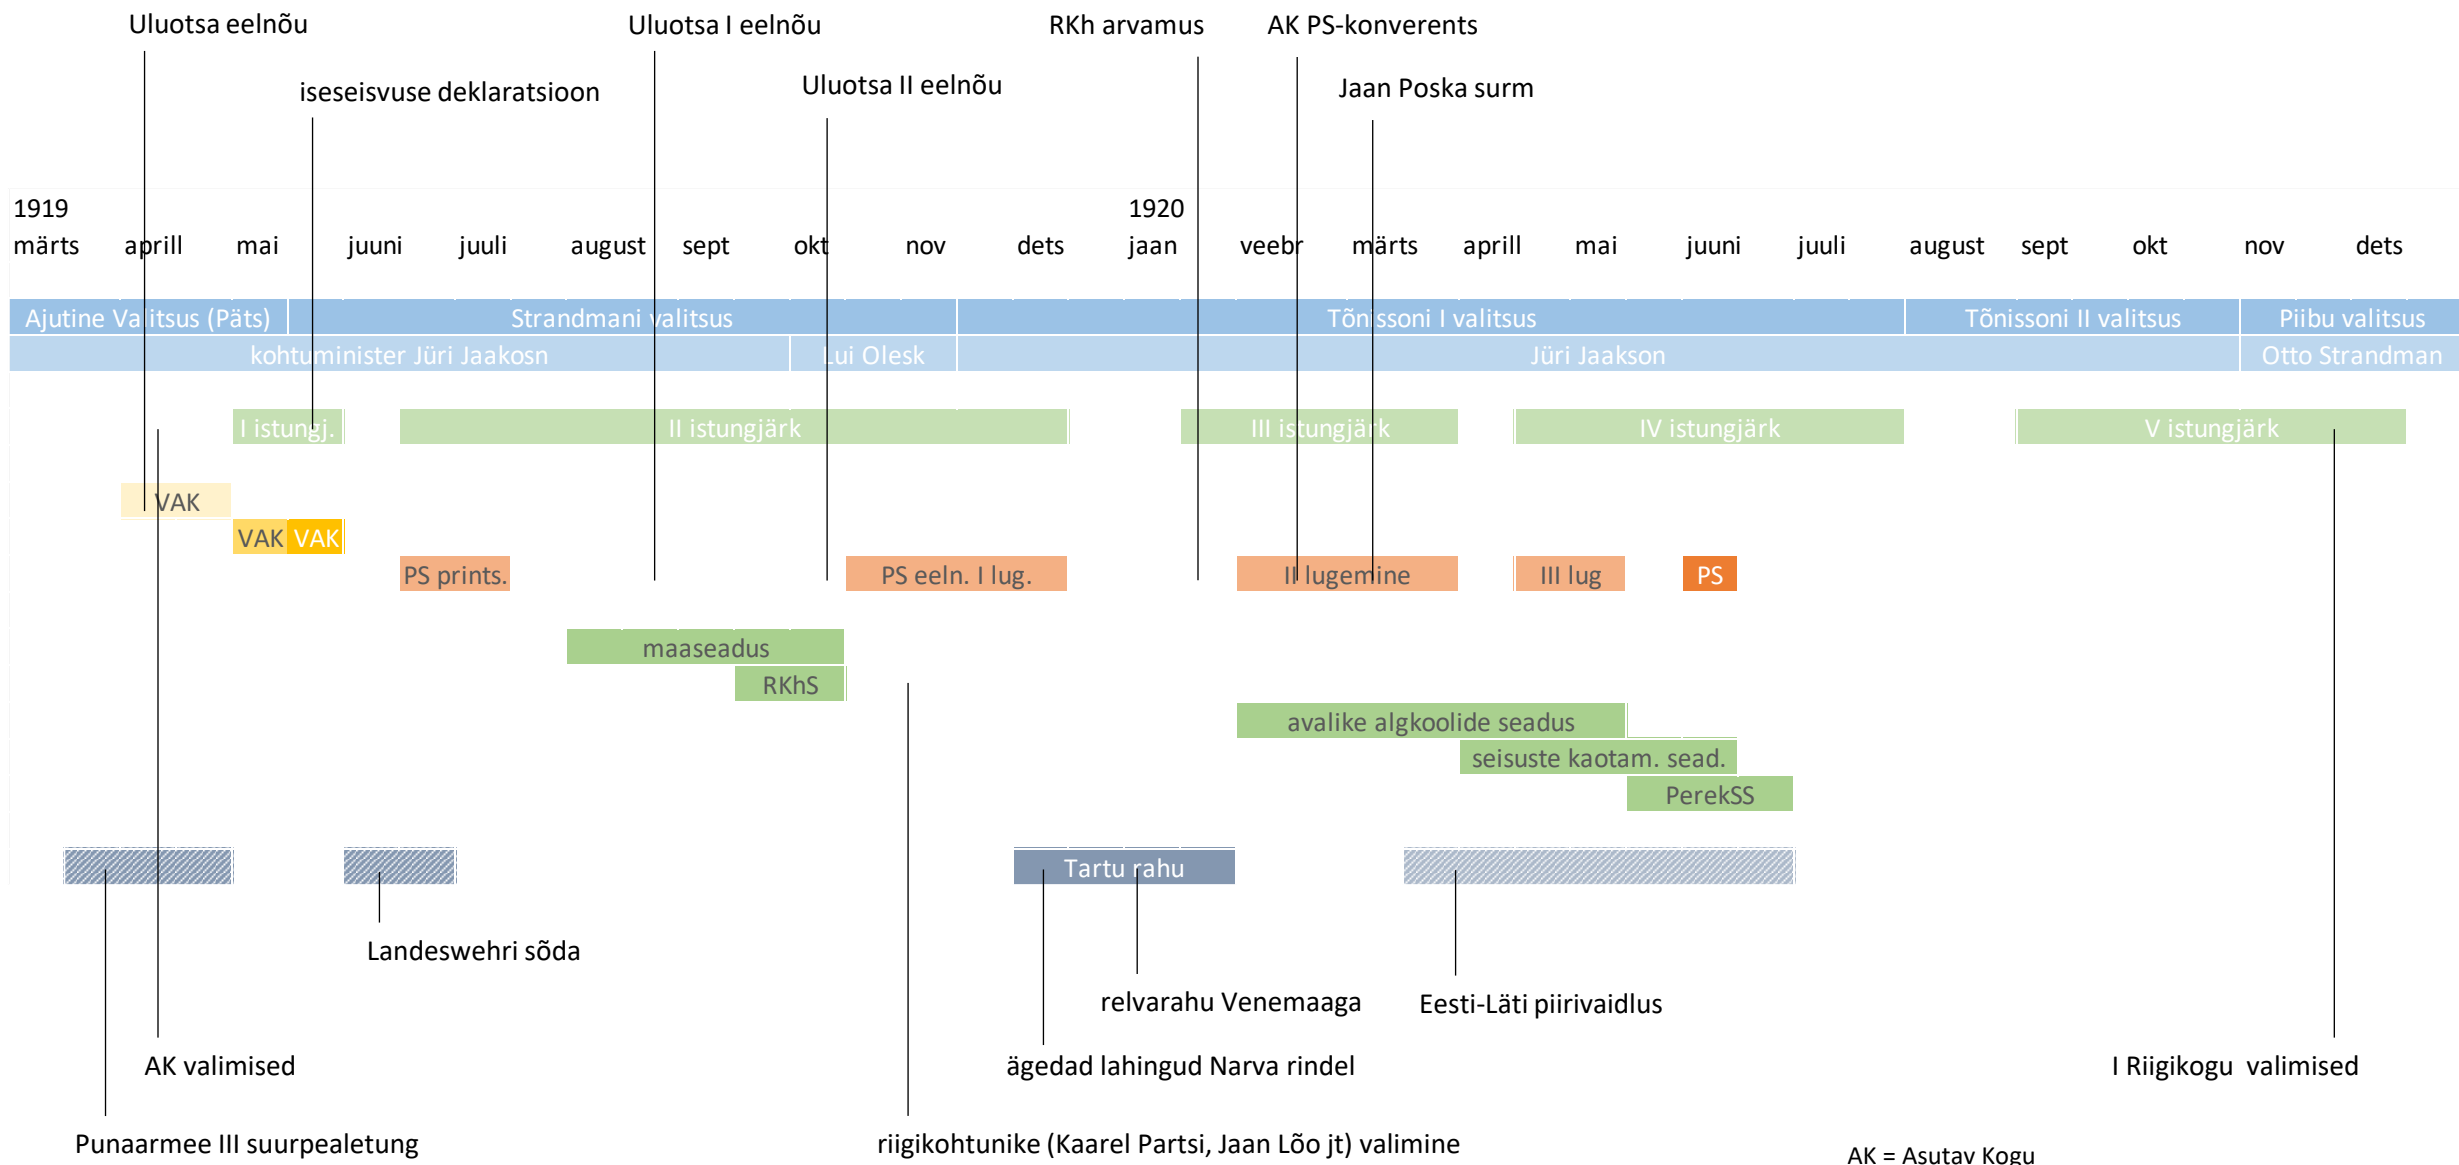 Uluotsa eelnõu
Uluotsa I eelnõu
RKh arvamus
AK PS-konverents
iseseisvuse deklaratsioon
Uluotsa II eelnõu
Jaan Poska surm
1919
1920
märts aprill mai juuni juuli august sept okt nov dets jaan veebr märts aprill mai juuni juuli august sept okt nov dets
Ajutine Valitsus (Päts)
Strandmani valitsus
Tõnissoni I valitsus
Tõnissoni II valitsus
Piibu valitsus
kohtuminister Jüri Jaakosn
Lui Olesk
Jüri Jaakson
Otto Strandman
I istungj.
II istungjärk
III istungjärk
IV istungjärk
V istungjärk
VAK
VAK
VAK
PS prints.
PS eeln. I lug.
II lugemine
III lug
PS
maaseadus
RKhS
avalike algkoolide seadus
seisuste kaotam. sead.
PerekSS
Tartu rahu
Landeswehri sõda
relvarahu Venemaaga
Eesti-Läti piirivaidlus
AK valimised
ägedad lahingud Narva rindel
I Riigikogu valimised
Punaarmee III suurpealetung
riigikohtunike (Kaarel Partsi, Jaan Lõo jt) valimine
AK = Asutav Kogu